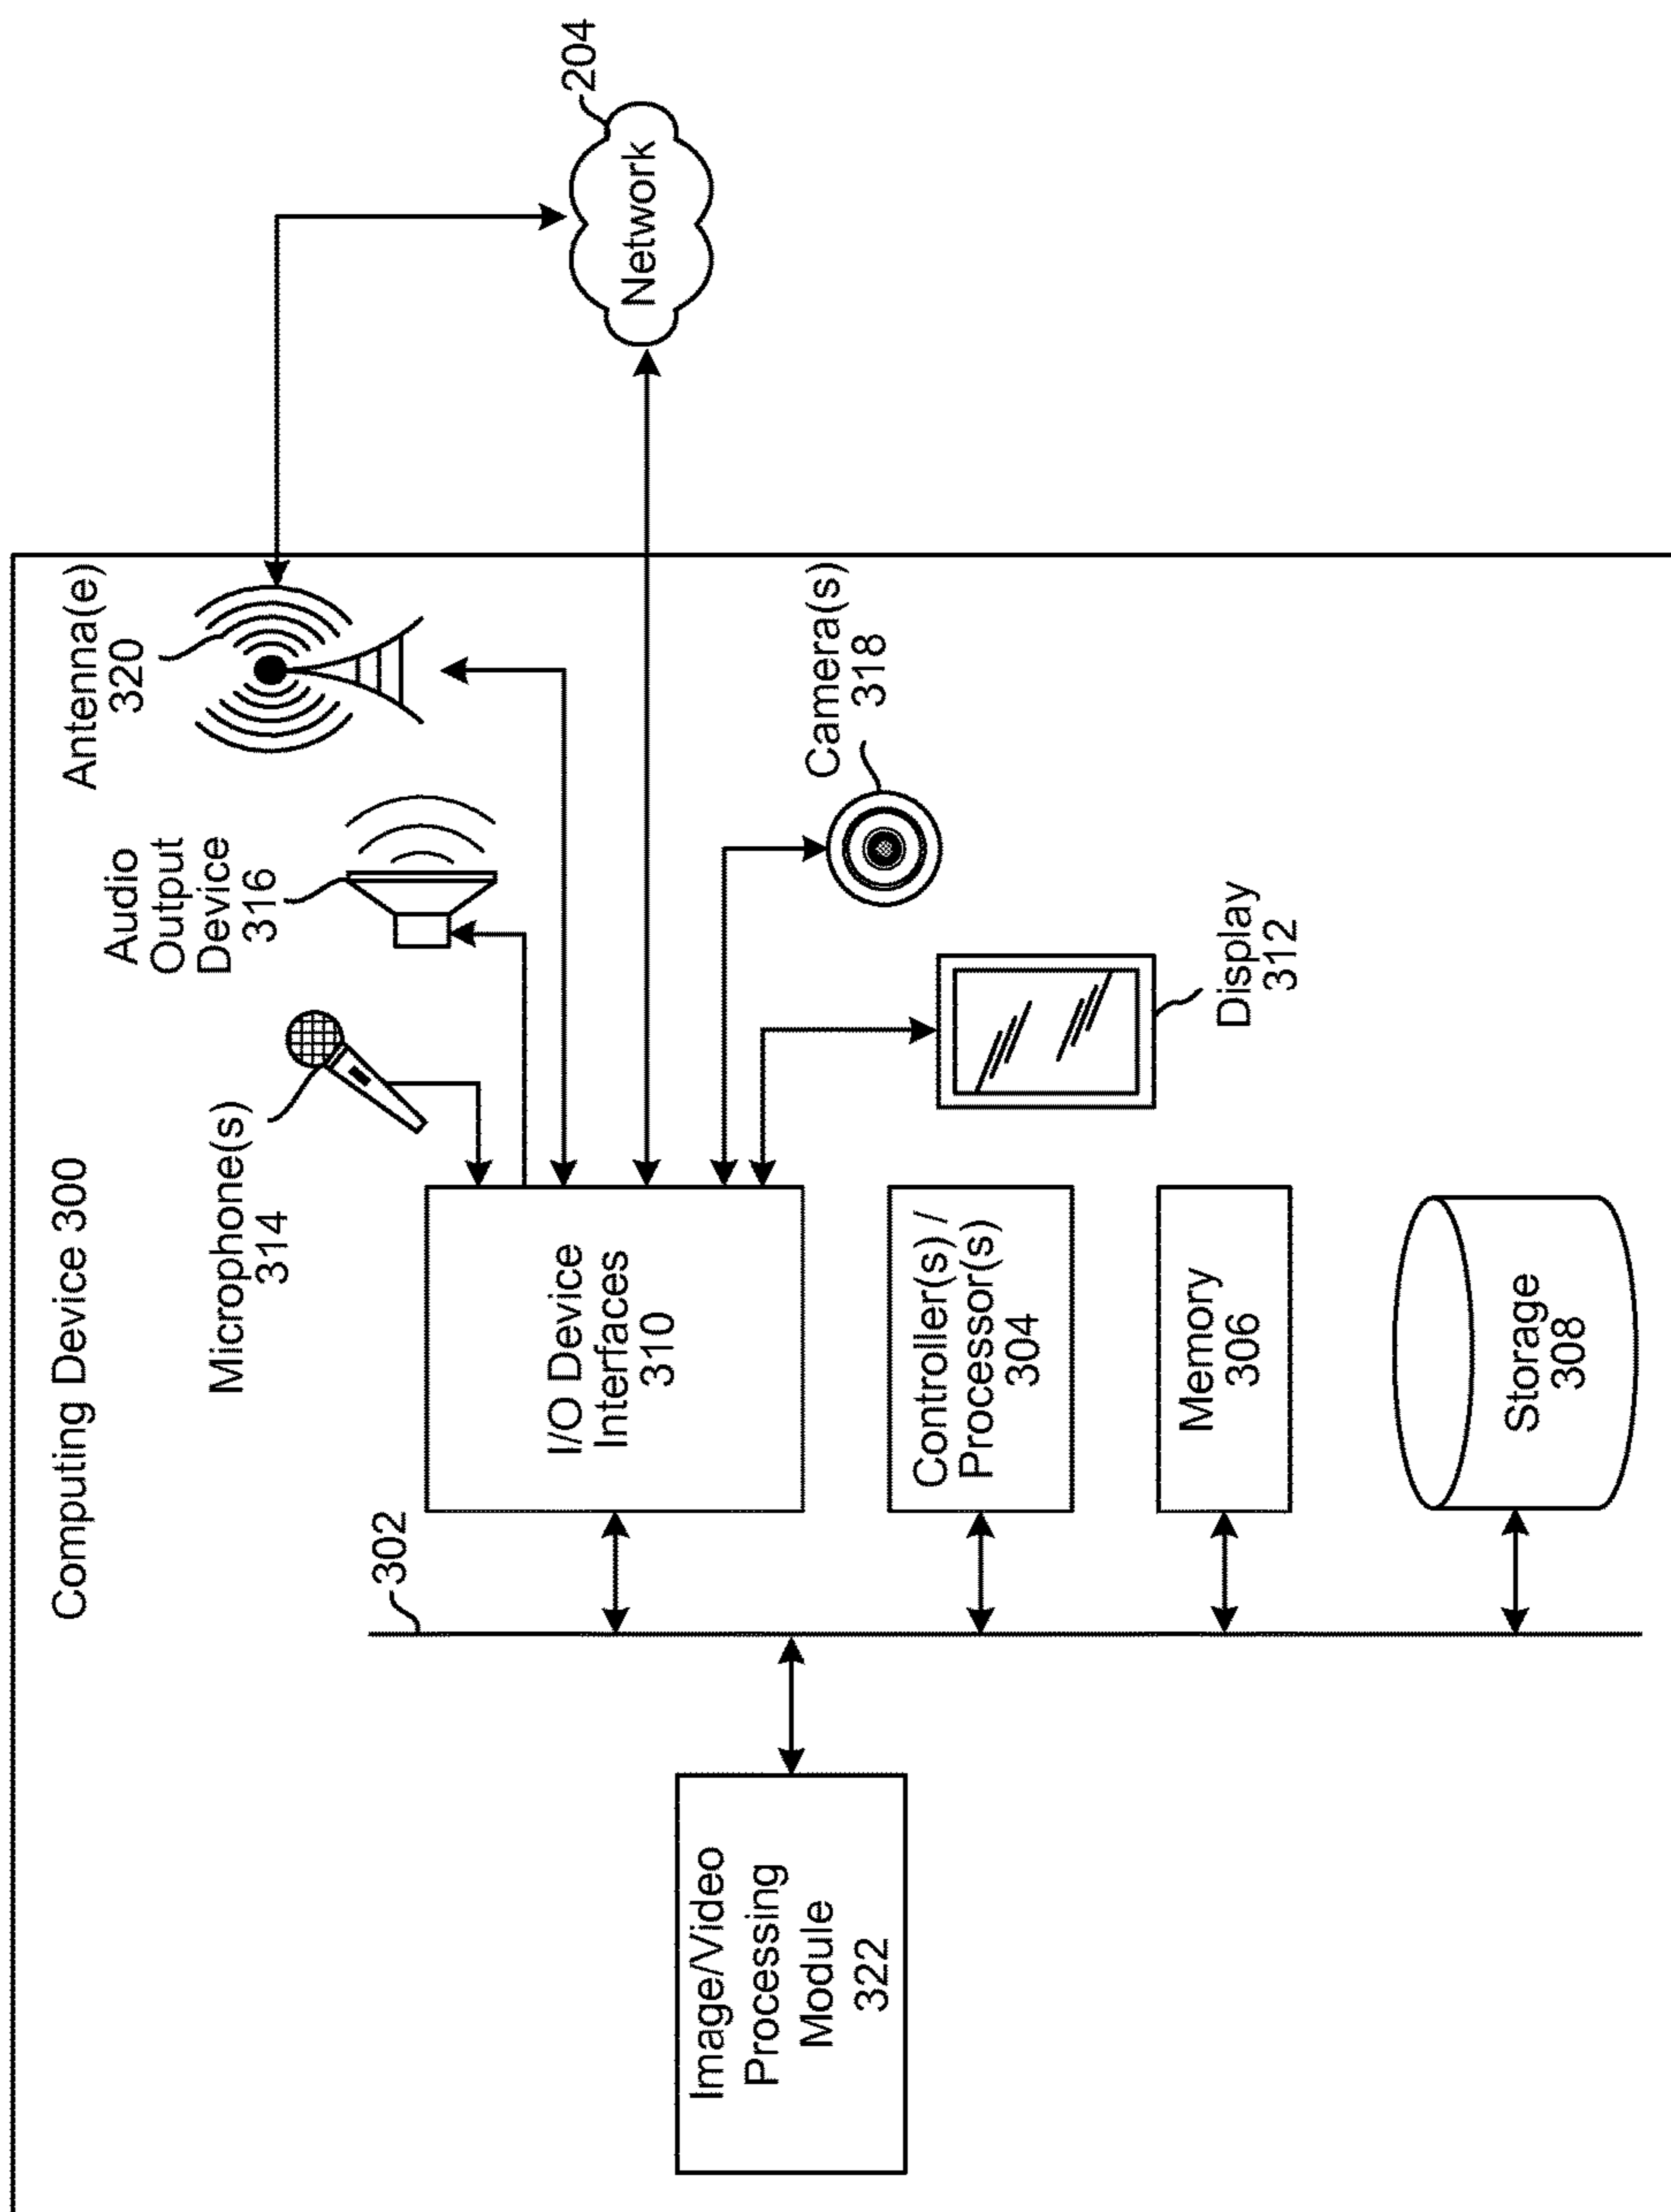 Computing Device 300
Antenna(e)
320
Audio
Output
Device
316
Microphone(s)
314
204
Network
302
I/O Device
Interfaces
310
Camera(s)
318
Image/Video
Processing
Module
322
Controller(s) /
Processor(s)
304
Display
312
Memory
306
Storage
308